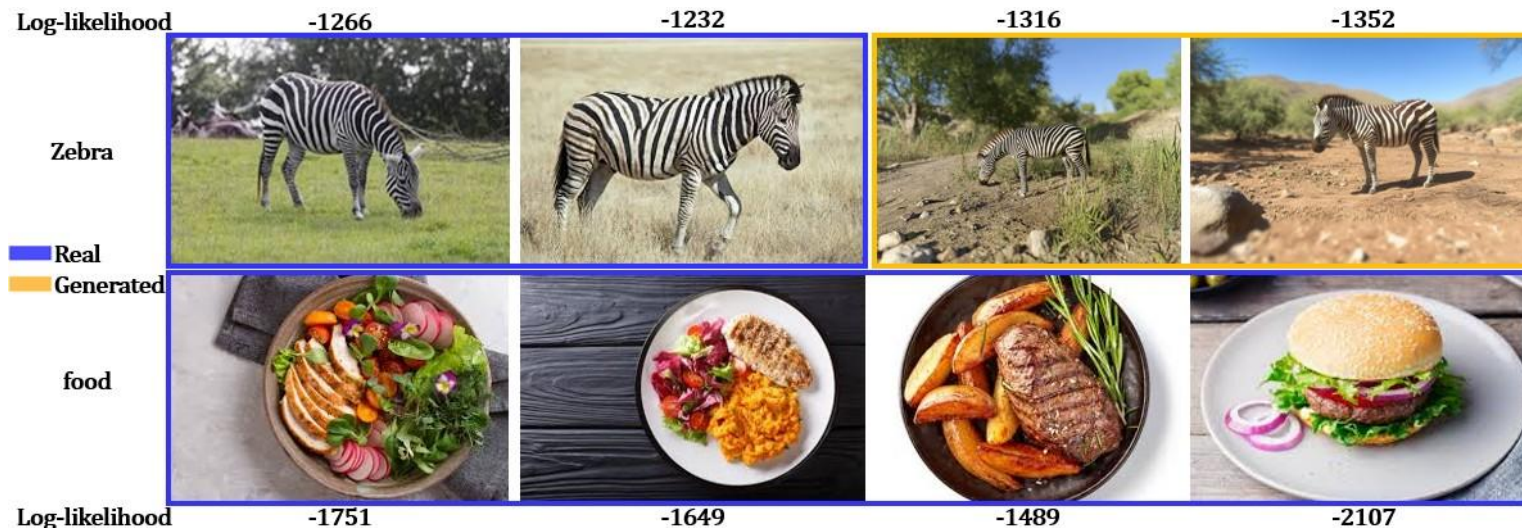 Log-likelihood -1266 -1232 -1316 -1352
Zebra
Real
Generated
food
Log-likelihood -1751 -1649 -1489 -2107